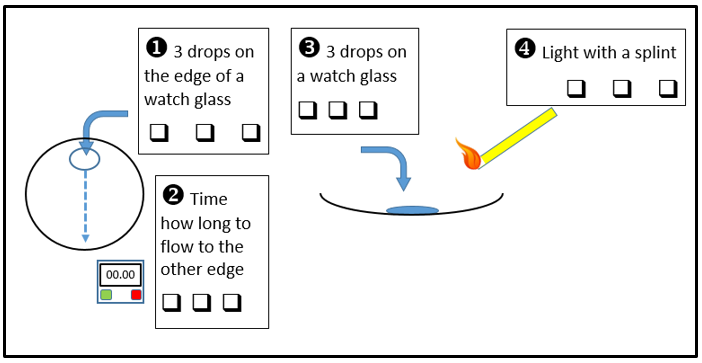 ❶ 3 drops on
the edge of a
watch glass
❑ ❑ ❑
❷ Time
how long to
flow to the
other edge
❑ ❑ ❑
00.00
❸ 3 drops on
a watch glass
❑ ❑ ❑
❹ Light with a splint
❑ ❑ ❑